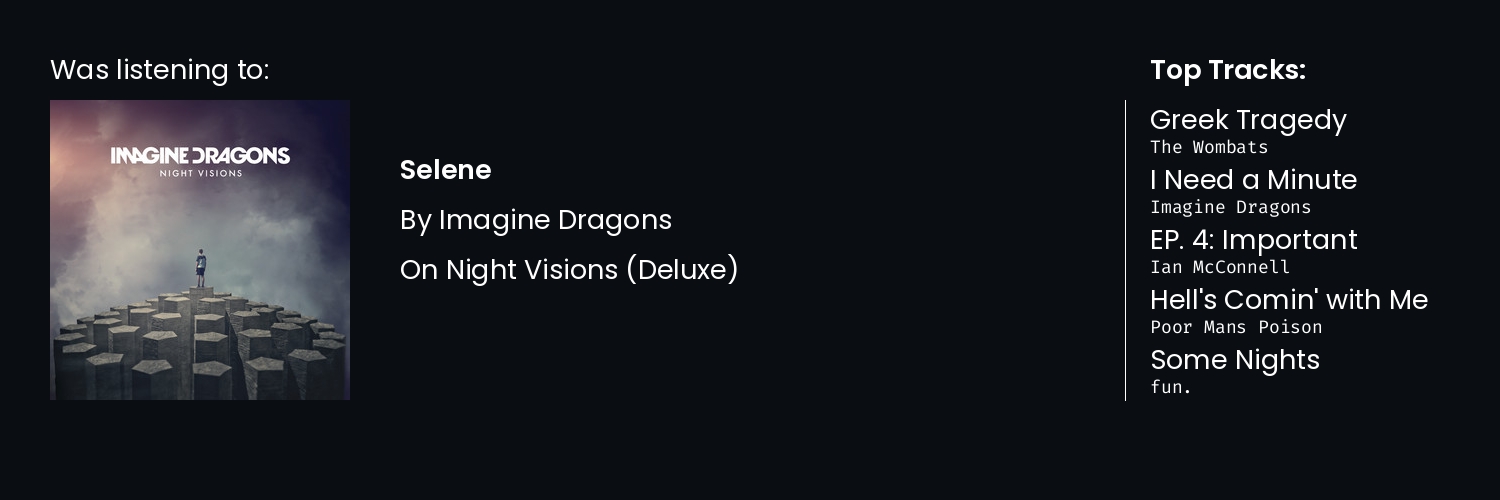 Was listening to:
IMAGINE DRAGONS
NIGHT VISIONS
Selene
By Imagine Dragons
On Night Visions (Deluxe)
Top Tracks:
Greek Tragedy
The Wombats
I Need a Minute
Imagine Dragons
EP. 4: Important
Ian McConnell
Hell's Comin' with Me
Poor Mans Poison
Some Nights
fun.